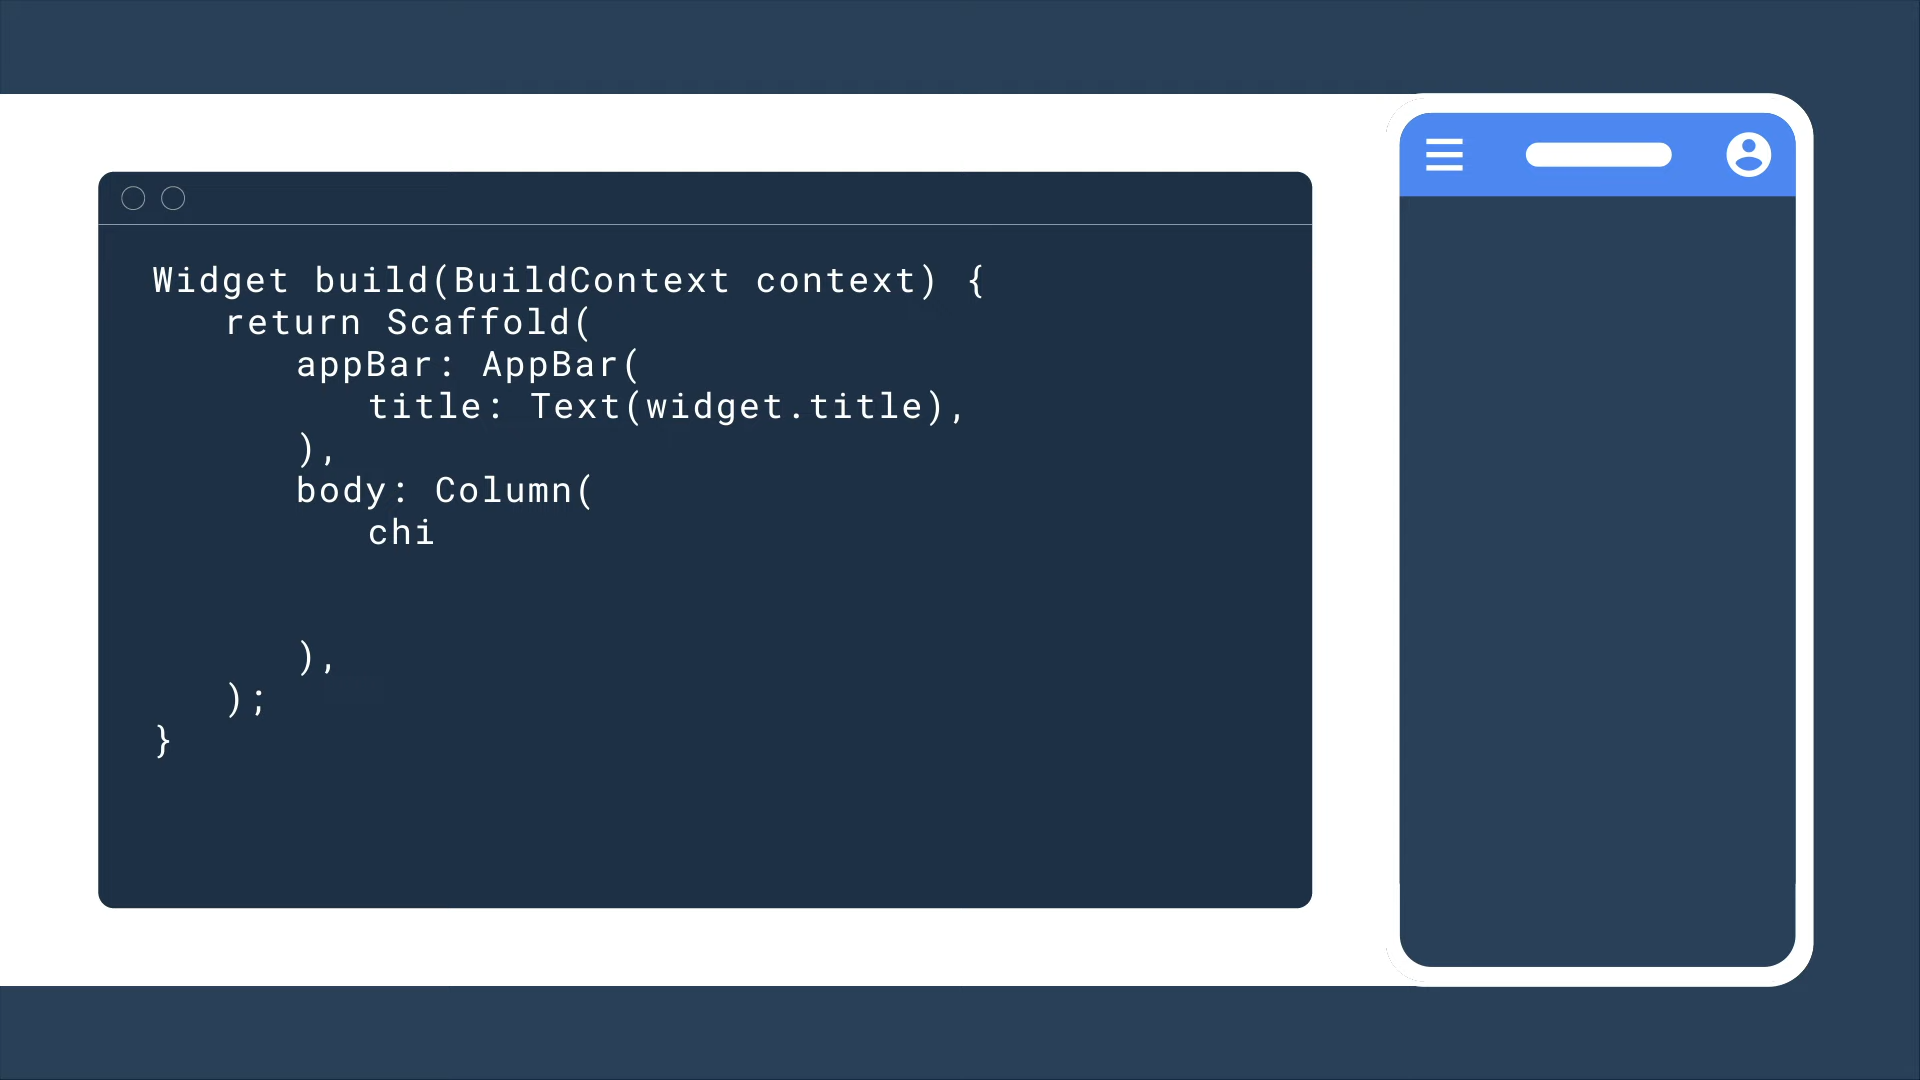 Widget build(BuildContext context) {
    return Scaffold(
        appBar: AppBar(
            title: Text(widget.title),
        ),
        body: Column(
            chi
        ),
    );
}